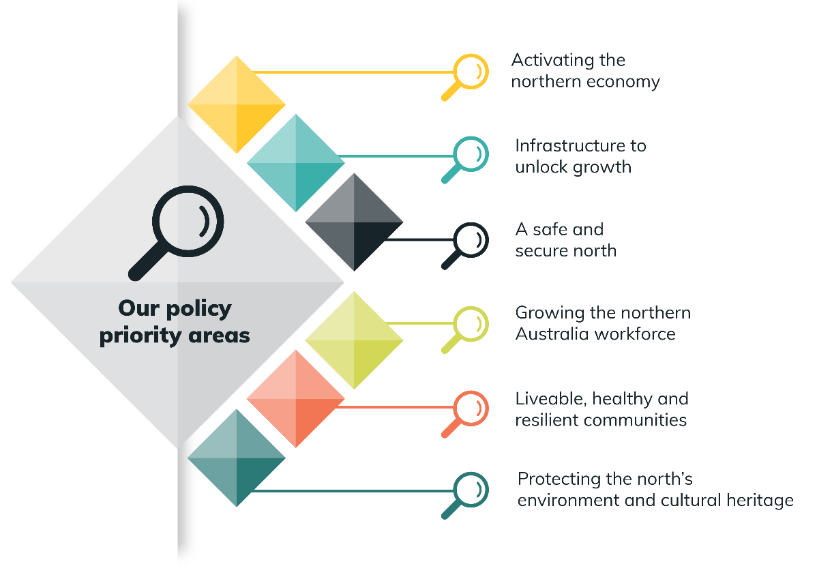 Activating the
northern economy
Infrastructure to
unlock growth
A safe and
secure north
Our policy
priority areas
Growing the northern
Australia workforce
Liveable, healthy and
resilient communities
Protecting the north’s
environment and cultural heritage